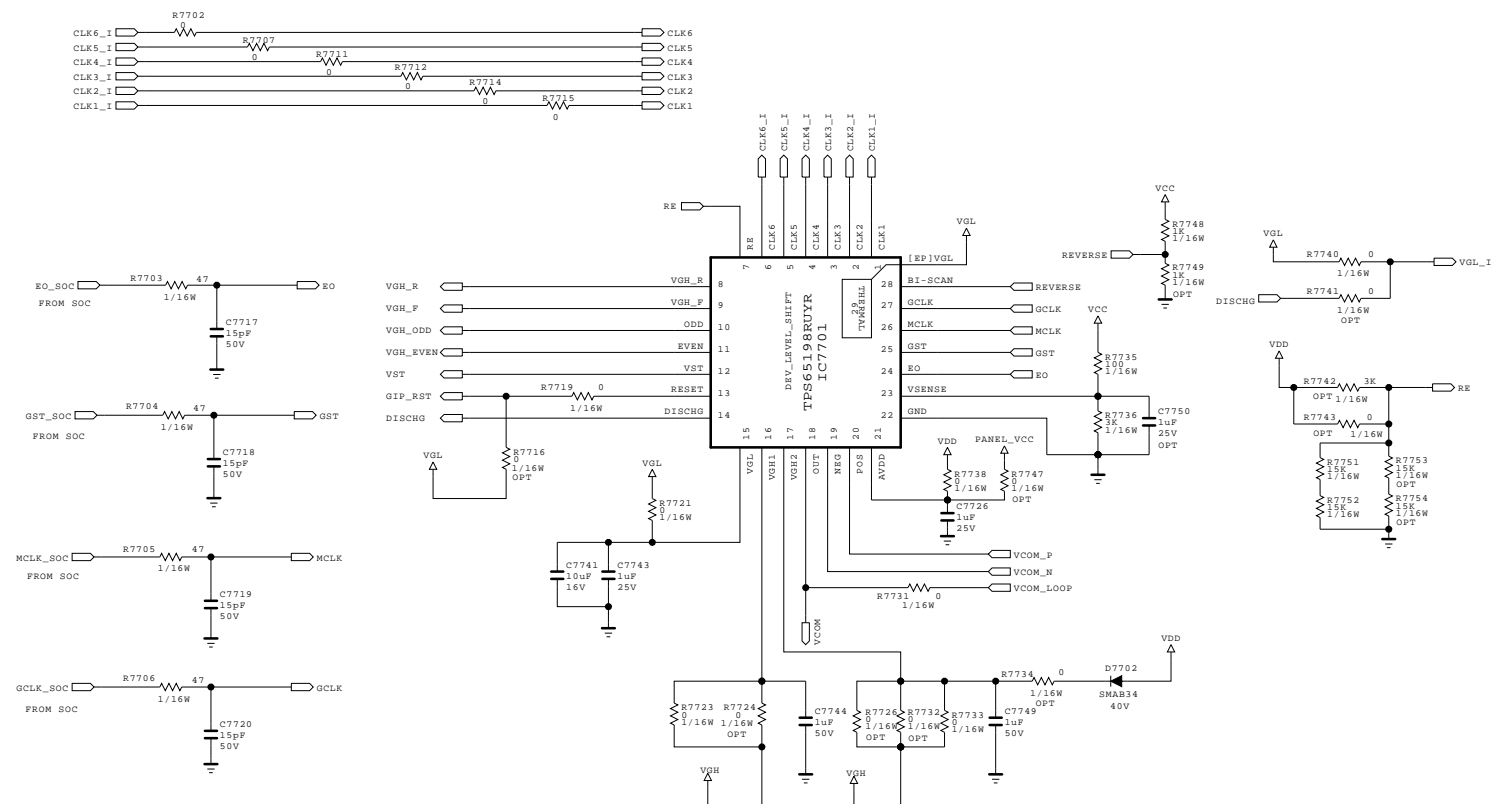 R7702
0
CLK6_I
CLK6
R7707
CLK5_I
CLK5
0
R7711
CLK4_I
CLK4
0
R7712
CLK3_I
CLK3
0
R7714
CLK2_I
CLK2
0
R7715
CLK1_I
CLK1
0
CLK6_I
CLK5_I
CLK4_I
CLK3_I
CLK2_I
CLK1_I
RE
RE
CLK6
CLK5
CLK4
CLK3
CLK2
CLK1
7
6
5
4
3
2
1
VGL
[EP]VGL
VGH_R
VGH_R
8
VGH_F
VGH_F
9
VGH_ODD
ODD
10
VGH_EVEN
EVEN
11
VST
VST
12
GIP_RST
R7719
0
1/16W
RESET
13
DISCHG
DISCHG
14
DEV_LEVEL_SHIFT
TPS65198RUYR
IC7701
THERMAL
29
28
BI-SCAN
REVERSE
27
GCLK
GCLK
26
MCLK
MCLK
25
GST
GST
24
EO
EO
23
VSENSE
22
GND
15
16
17
18
19
20
21
VGL
VGH1
VGH2
OUT
NEG
POS
AVDD
VCC
R7748
1K
1/16W
REVERSE
R7749
1K
1/16W
OPT
VGL
R7740
0
1/16W
VGL_I
R7741
0
DISCHG
1/16W
OPT
VCC
R7735
100
1/16W
R7736
3K
1/16W
C7750
1uF
25V
OPT
VDD
R7742
3K
OPT
1/16W
RE
R7743
0
OPT
1/16W
R7751
15K
1/16W
R7753
15K
1/16W
OPT
R7752
15K
1/16W
R7754
15K
1/16W
OPT
R7703
47
EO_SOC
EO
1/16W
FROM SOC
C7717
15pF
50V
R7704
47
GST_SOC
GST
1/16W
FROM SOC
C7718
15pF
50V
R7705
47
MCLK_SOC
MCLK
1/16W
FROM SOC
C7719
15pF
50V
R7706
47
GCLK_SOC
GCLK
1/16W
FROM SOC
C7720
15pF
50V
VGL
R7716
0
1/16W
OPT
VGL
R7721
0
1/16W
C7741
10uF
16V
C7743
1uF
25V
VDD
PANEL_VCC
R7738
0
1/16W
R7747
0
1/16W
OPT
C7726
1uF
25V
VCOM_P
VCOM_N
VCOM_LOOP
R7731
0
1/16W
VCOM
R7723
0
1/16W
R7724
0
1/16W
OPT
C7744
1uF
50V
R7726
0
1/16W
OPT
R7732
0
1/16W
OPT
R7733
0
1/16W
C7749
1uF
50V
R7734
0
1/16W
OPT
D7702
SMAB34
40V
VDD
VGH
VGH